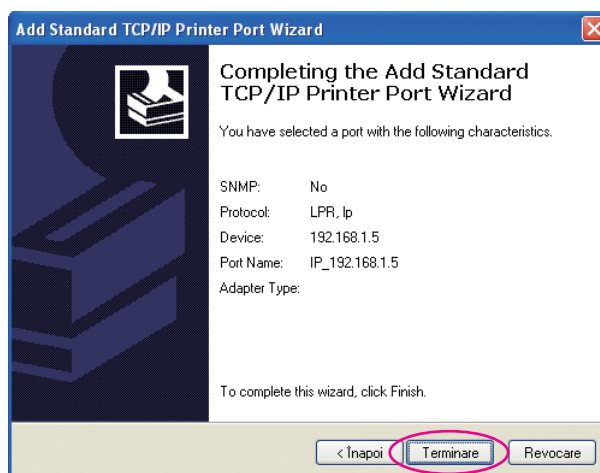 Add Standard TCP/IP Printer Port Wizard
Completing the Add Standard
TCP/IP Printer Port Wizard
You have selected a port with the following characteristics.
SNMP: No
Protocol: LPR, lp
Device: 192.168.1.5
Port Name: IP_192.168.1.5
Adapter Type:
To complete this wizard, click Finish.
< Înapoi Terminare Revocare